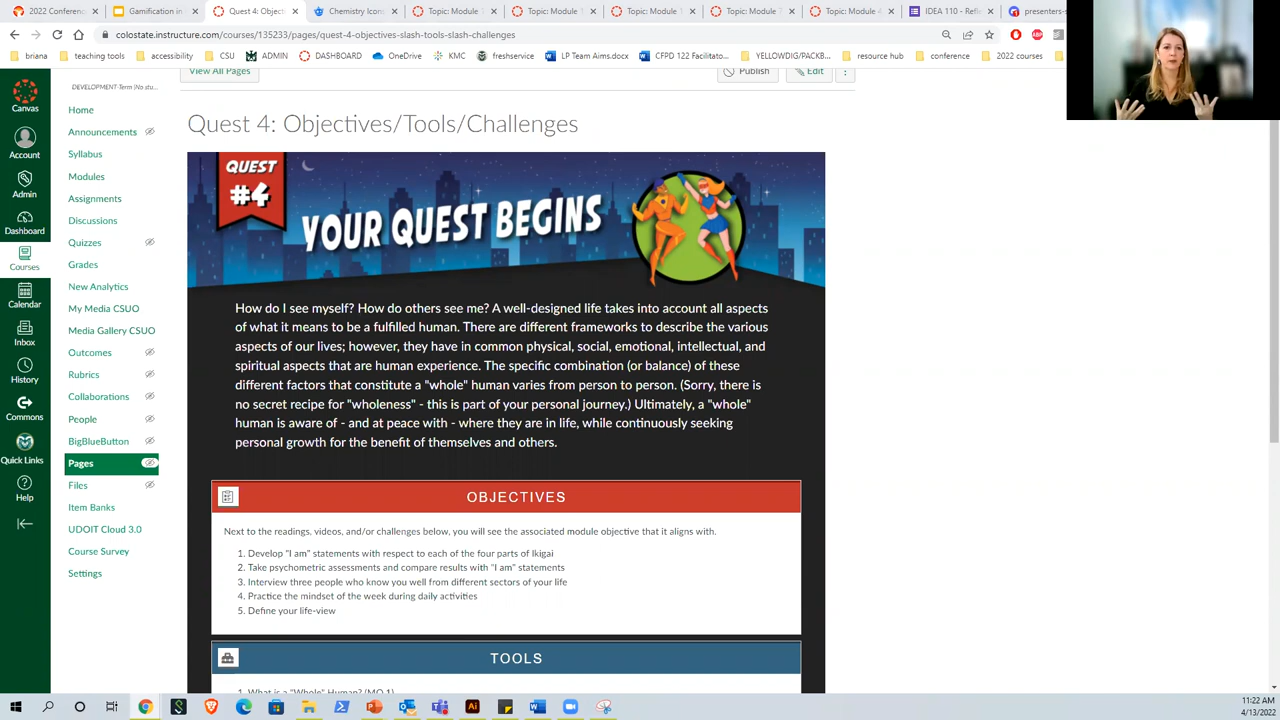 2022 Conferenc
Gamification in
Quest 4: Object
Chemistry Icon
Topic: Module
Topic: Module
Topic: Module
Topic: Module
Topic: Module
IDEA 110 - Refl
presenters-
colostate.instructure.com/courses/135233/pages/quest-4-objectives-slash-tools-slash-challenges
briana
teaching tools
accessibility
CSU
ADMIN
DASHBOARD
OneDrive
KMC
freshservice
LP Team Aims.docx
CFPD 122 Facilitato...
YELLOWDIG/PACKB...
resource hub
conference
2022 courses
Canvas
Account
Admin
Dashboard
Courses
Calendar
Inbox
History
Commons
Quick Links
Help
DEVELOPMENT-Term (No stu...
Home
Announcements
Syllabus
Modules
Assignments
Discussions
Quizzes
Grades
New Analytics
My Media CSUO
Media Gallery CSUO
Outcomes
Rubrics
Collaborations
People
BigBlueButton
Pages
Files
Item Banks
UDOIT Cloud 3.0
Course Survey
Settings
View All Pages
Publish
Edit
Quest 4: Objectives/Tools/Challenges
QUEST
#4
YOUR QUEST BEGINS
How do I see myself? How do others see me? A well-designed life takes into account all aspects
of what it means to be a fulfilled human. There are different frameworks to describe the various
aspects of our lives; however, they have in common physical, social, emotional, intellectual, and
spiritual aspects that are human experience. The specific combination (or balance) of these
different factors that constitute a "whole" human varies from person to person. (Sorry, there is
no secret recipe for "wholeness" - this is part of your personal journey.) Ultimately, a "whole"
human is aware of - and at peace with - where they are in life, while continuously seeking
personal growth for the benefit of themselves and others.
OBJECTIVES
Next to the readings, videos, and/or challenges below, you will see the associated module objective that it aligns with.
1. Develop "I am" statements with respect to each of the four parts of Ikigai
2. Take psychometric assessments and compare results with "I am" statements
3. Interview three people who know you well from different sectors of your life
4. Practice the mindset of the week during daily activities
5. Define your life-view
TOOLS
1. What is a "Whole" Human? (MO 1)
11:22 AM
4/13/2022